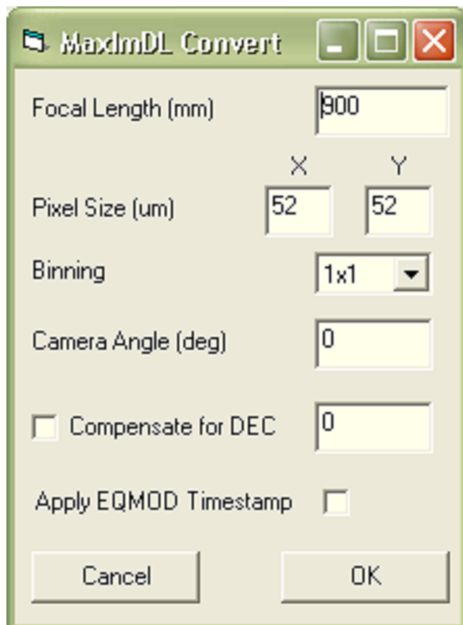 MaxImDL Convert
Focal Length (mm) 900
X Y
Pixel Size (um) 52 52
Binning 1x1
Camera Angle (deg) 0
Compensate for DEC 0
Apply EQMOD Timestamp
Cancel OK